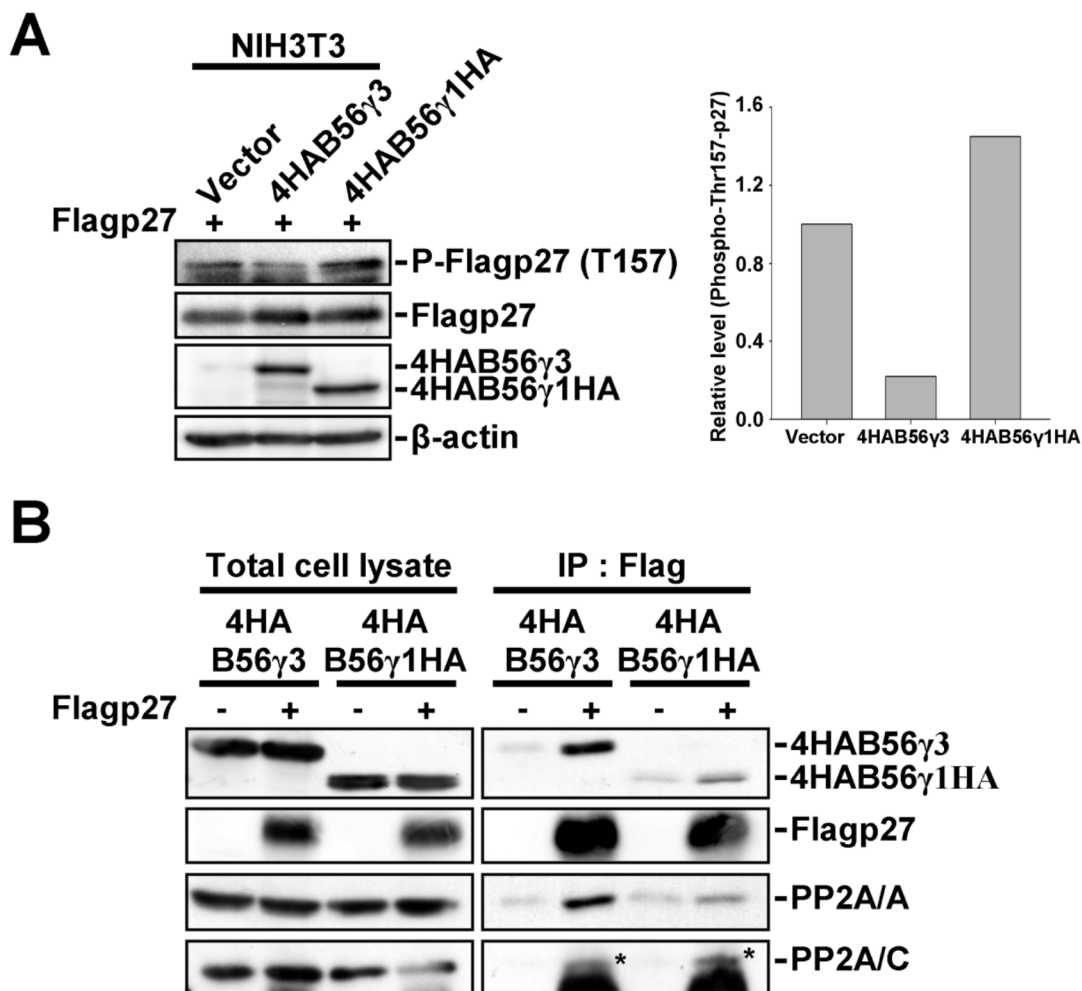 A
NIH3T3
Vector
4HAB56γ3
4HAB56γ1HA
Flagp27 + + +
P-Flagp27 (T157)
Flagp27
4HAB56γ3
4HAB56γ1HA
β-actin
Relative level (Phospho-Thr157-p27)
1.6
1.2
0.8
0.4
0.0
Vector 4HAB56γ3 4HAB56γ1HA
B
Total cell lysate IP : Flag
4HA 4HA 4HA 4HA
B56γ3 B56γ1HA B56γ3 B56γ1HA
Flagp27 - + - + - + - +
4HAB56γ3
4HAB56γ1HA
Flagp27
PP2A/A
* * PP2A/C